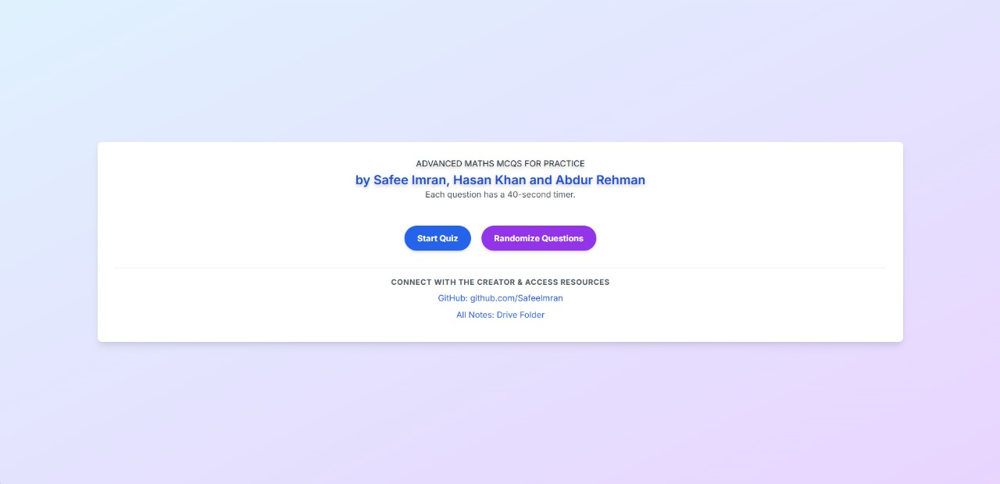 ADVANCED MATHS MCQS FOR PRACTICE
by Safee Imran, Hasan Khan and Abdur Rehman
Each question has a 40-second timer.
Start Quiz
Randomize Questions
CONNECT WITH THE CREATOR & ACCESS RESOURCES
GitHub: github.com/SafeeImran
All Notes: Drive Folder